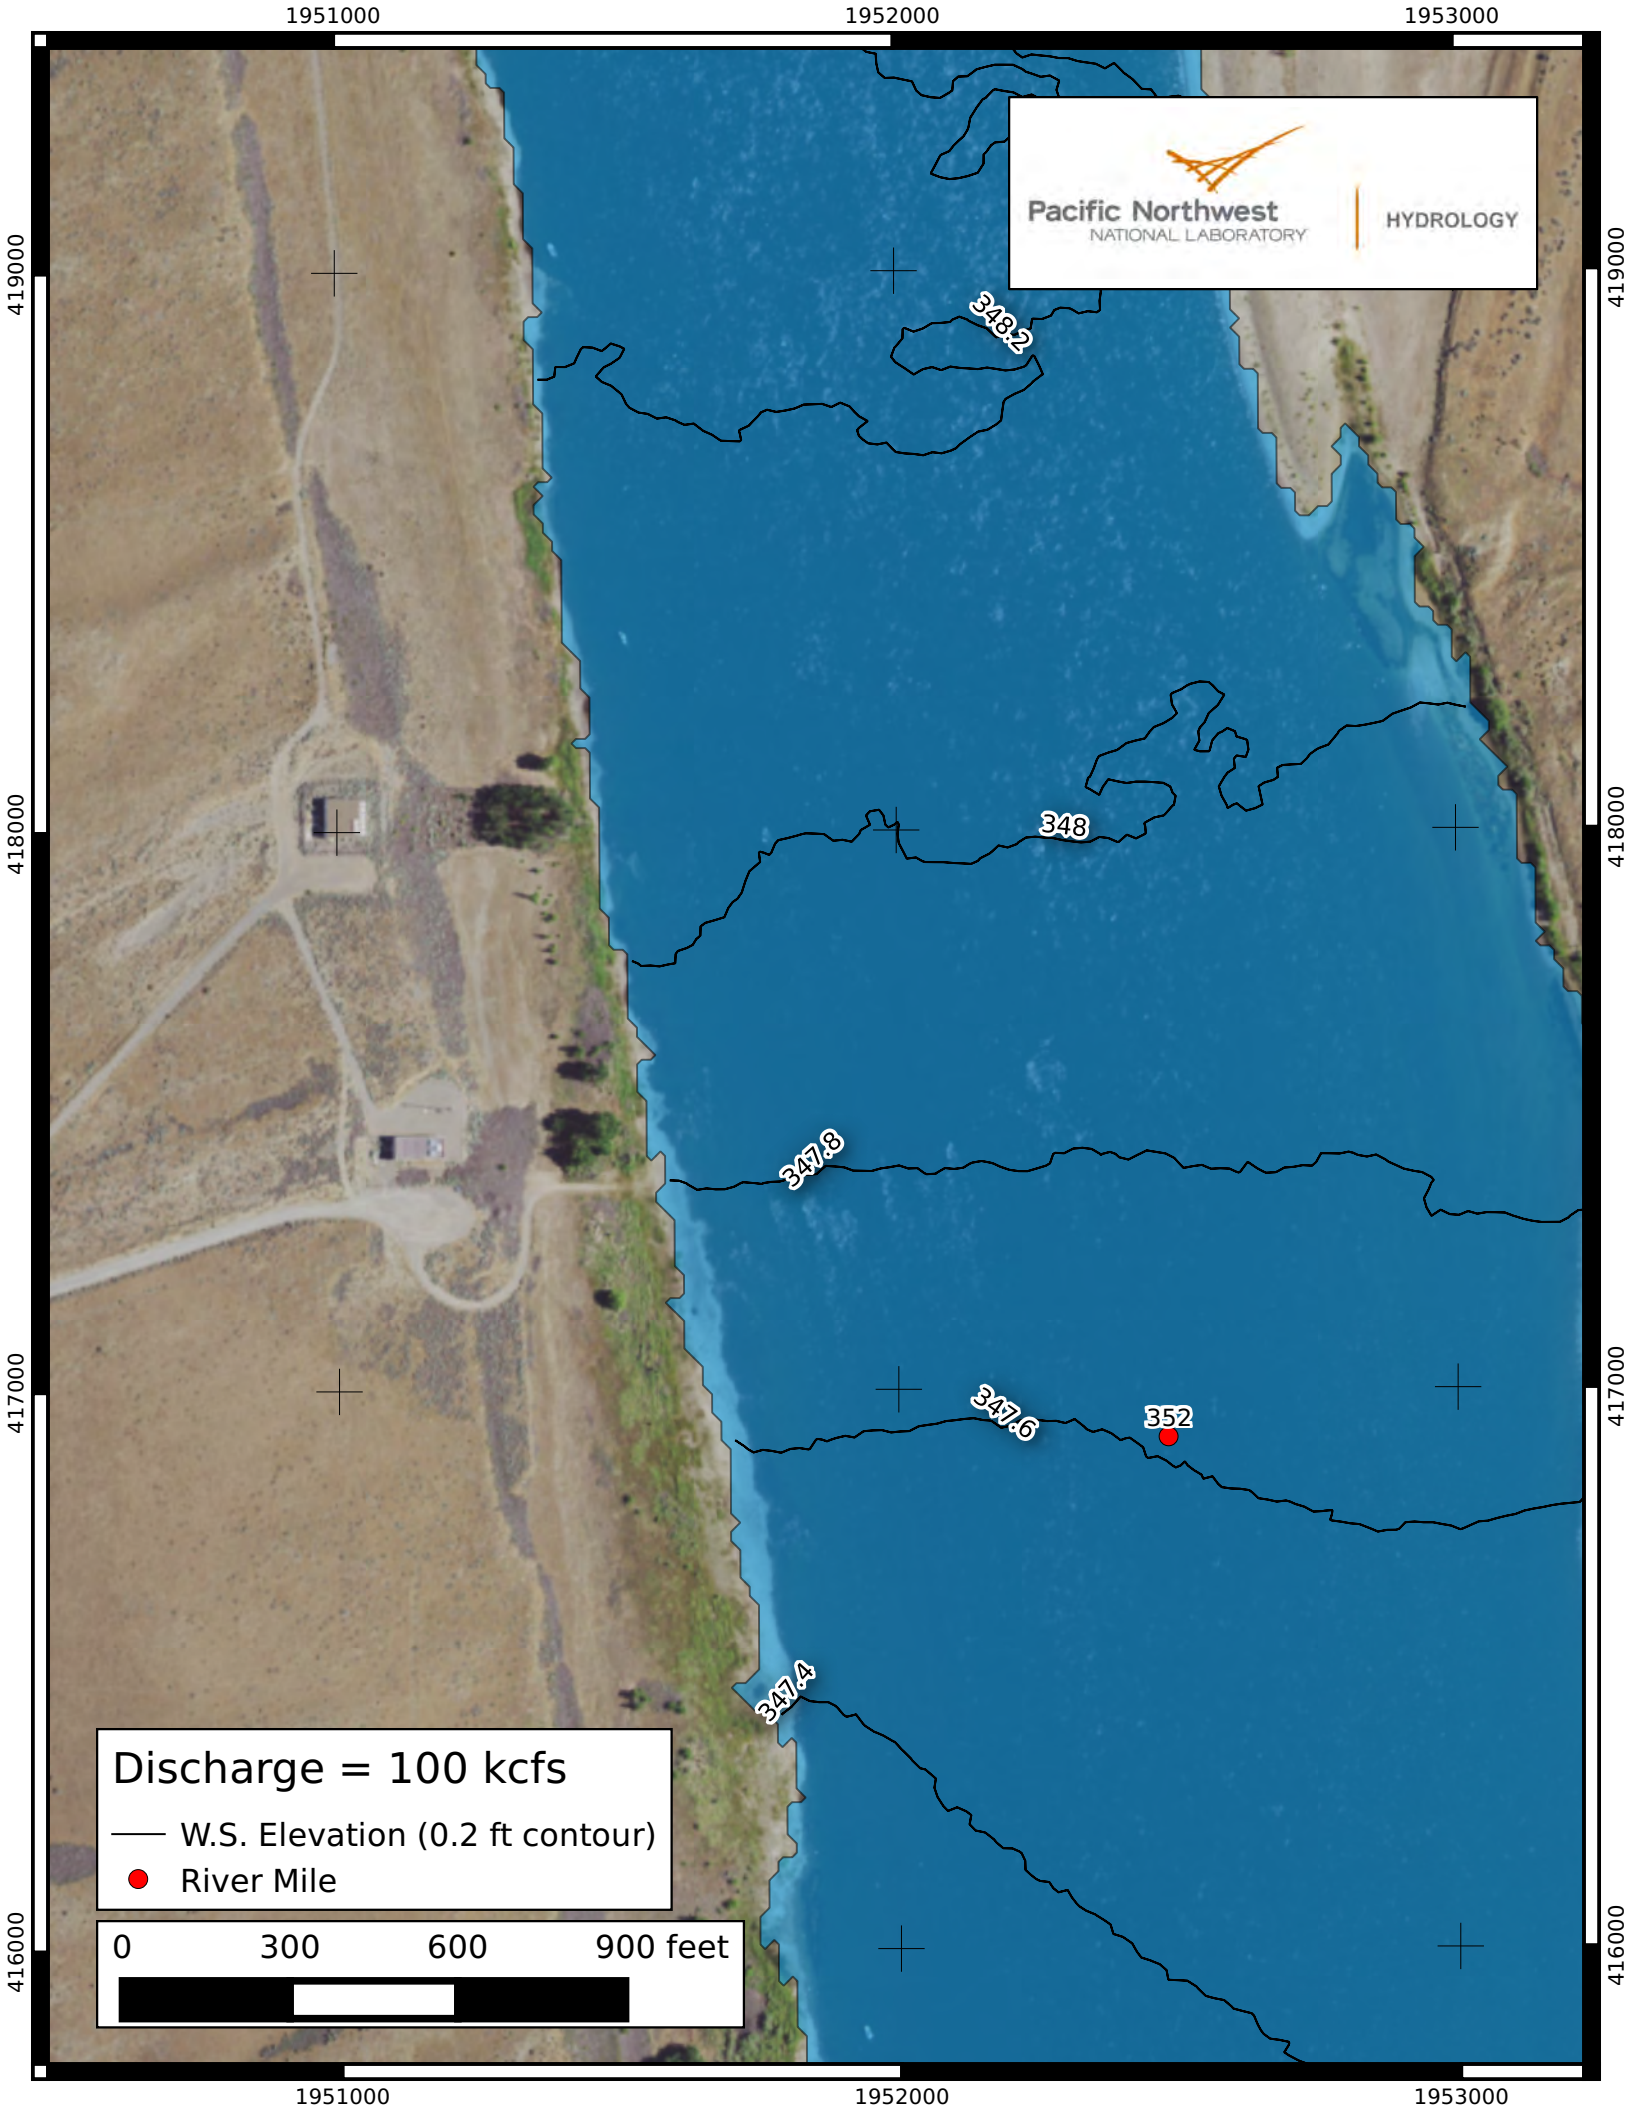 1951000 1952000 1953000
Pacific Northwest
NATIONAL LABORATORY
HYDROLOGY
419000
419000
348.2
418000
418000
348
347.8
417000
417000
347.6
352
347.4
Discharge = 100 kcfs
W.S. Elevation (0.2 ft contour)
River Mile
0 300 600 900 feet
416000
416000
1951000 1952000 1953000